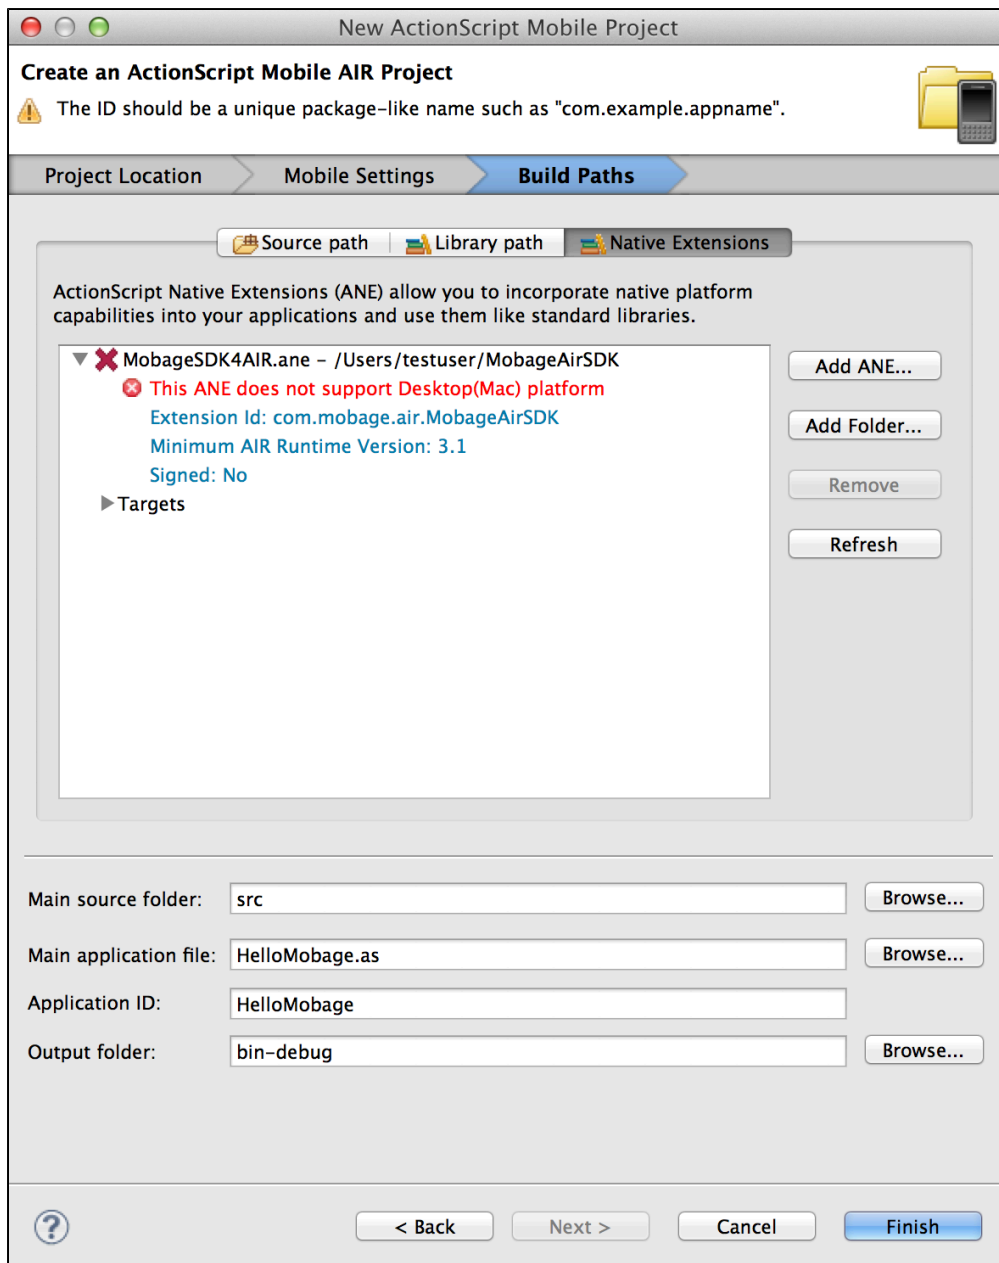 New ActionScript Mobile Project
Create an ActionScript Mobile AIR Project
The ID should be a unique package-like name such as "com.example.appname".
Project Location
Mobile Settings
Build Paths
Source path
Library path
Native Extensions
ActionScript Native Extensions (ANE) allow you to incorporate native platform
capabilities into your applications and use them like standard libraries.
MobageSDK4AIR.ane – /Users/testuser/MobageAirSDK
This ANE does not support Desktop(Mac) platform
Extension Id: com.mobage.air.MobageAirSDK
Minimum AIR Runtime Version: 3.1
Signed: No
Targets
Add ANE...
Add Folder...
Remove
Refresh
Main source folder:
src
Browse...
Main application file:
HelloMobage.as
Browse...
Application ID:
HelloMobage
Output folder:
bin-debug
Browse...
?
< Back
Next >
Cancel
Finish